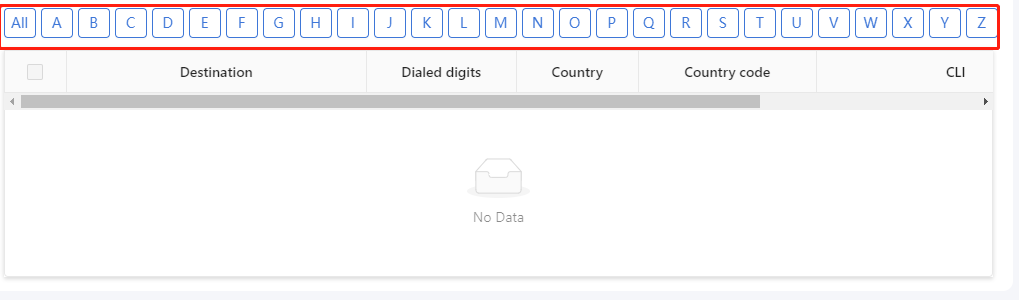 All A B C D E F G H I J K L M N O P Q R S T U V W X Y Z
Destination Dialed digits Country Country code CLI
No Data